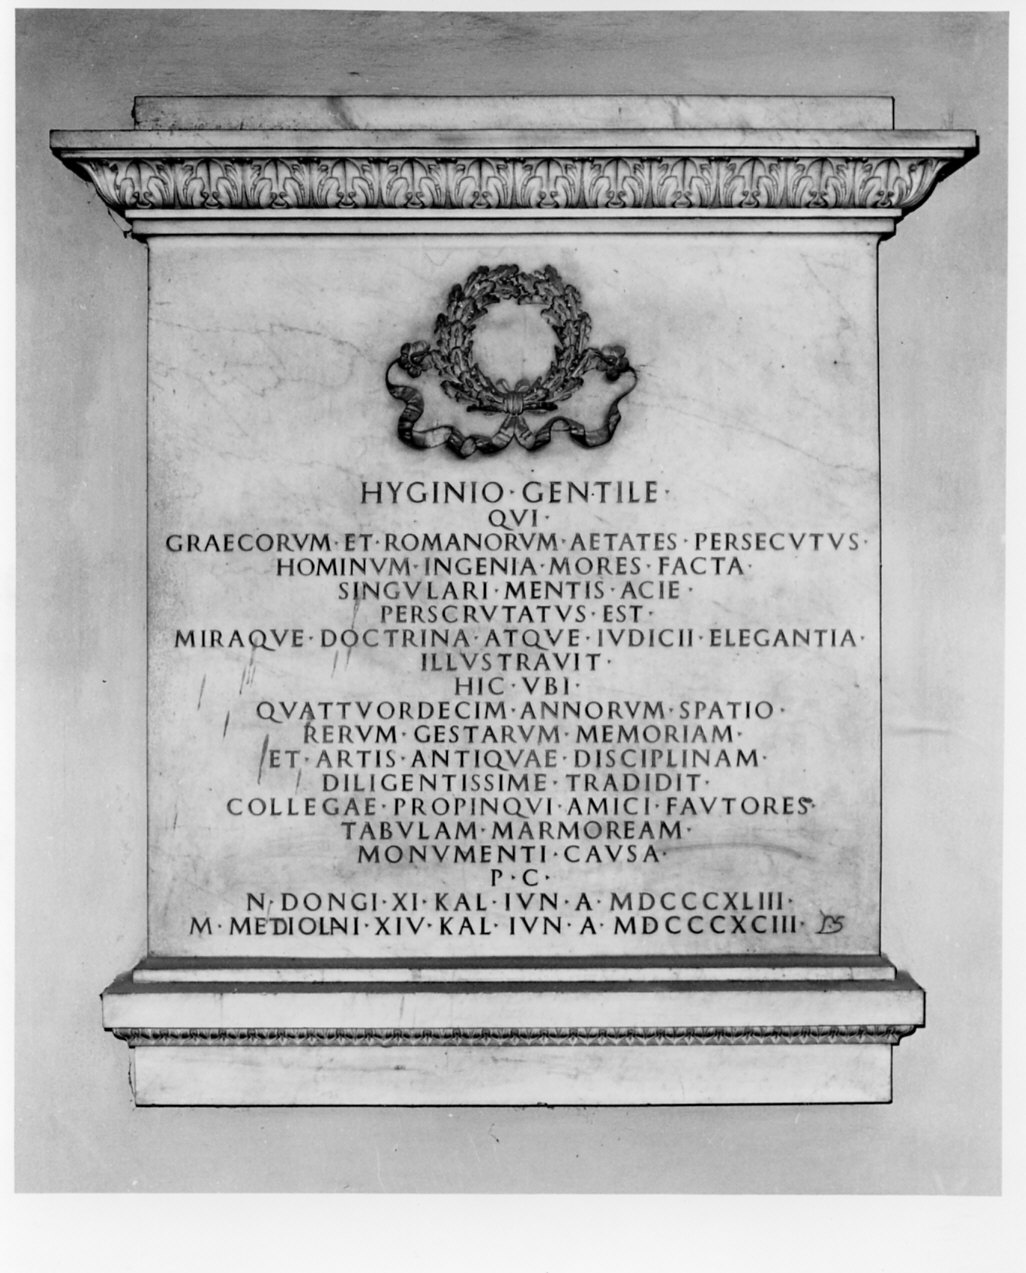 HYGINIO·GENTILE·
QVI·
GRAECORVM·ET·ROMANORVM·AETATES·PERSECVTVS·
HOMINVM·INGENIA·MORES·FACTA·
SINGVLARI·MENTIS·ACIE·
PERSCRVTATVS·EST·
MIRAQVE·DOCTRINA·ATQVE·IVDICII·ELEGANTIA·
ILLVSTRAVIT·
HIC·VBI·
QVATTVORDECIM·ANNORVM·SPATIO·
RERVM·GESTARVM·MEMORIAM·
ET·ARTIS·ANTIQVAE·DISCIPLINAM·
DILIGENTISSIME·TRADIDIT·
COLLEGAE·PROPINQVI·AMICI·FAVTORES·
TABVLAM·MARMOREAM·
MONVMENTI·CAVSA·
P·C·
N·DONGI·XI·KAL·IVN·A·MDCCCXLIII·
M·MEDIOLNI·XIV·KAL·IVN·A·MDCCCXCIII·